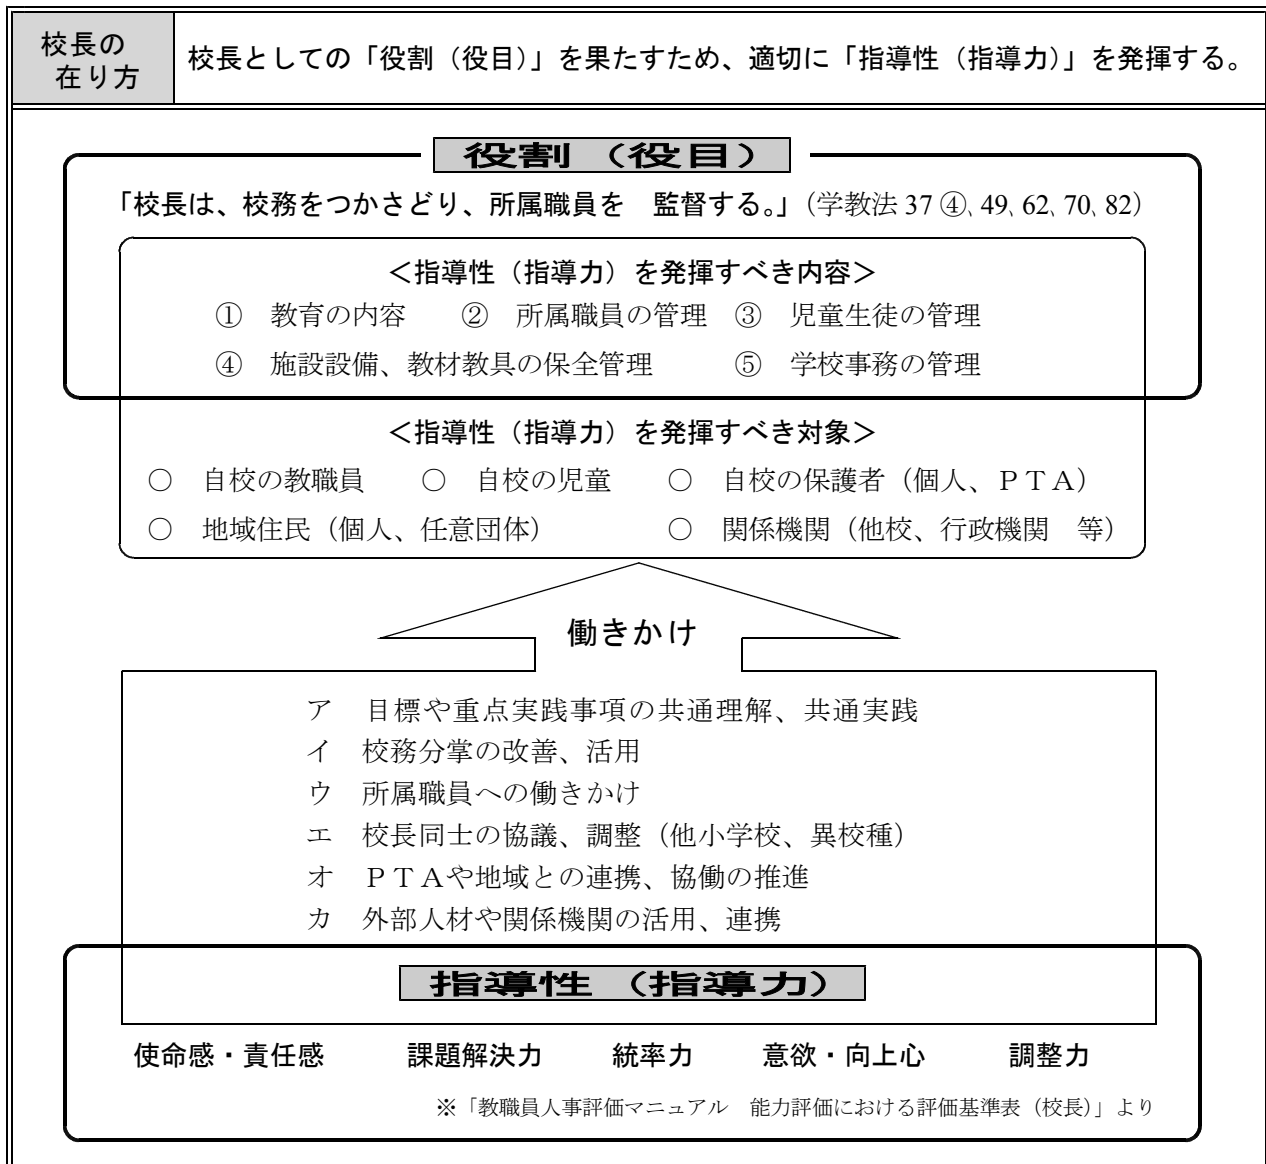 校長の
在り方
校長としての「役割(役目)」を果たすため、適切に「指導性(指導力)」を発揮する。
役割(役目)
「校長は、校務をつかさどり、所属職員を 監督する。」(学教法 37 ④、49、62、70、82)
<指導性(指導力)を発揮すべき内容>
① 教育の内容 ② 所属職員の管理 ③ 児童生徒の管理
④ 施設設備、教材教具の保全管理 ⑤ 学校事務の管理
<指導性(指導力)を発揮すべき対象>
○ 自校の教職員 ○ 自校の児童 ○ 自校の保護者(個人、PTA)
○ 地域住民(個人、任意団体) ○ 関係機関(他校、行政機関 等)
働きかけ
ア 目標や重点実践事項の共通理解、共通実践
イ 校務分掌の改善、活用
ウ 所属職員への働きかけ
エ 校長同士の協議、調整(他小学校、異校種)
オ PTAや地域との連携、協働の推進
カ 外部人材や関係機関の活用、連携
指導性(指導力)
使命感・責任感 課題解決力 統率力 意欲・向上心 調整力
※「教職員人事評価マニュアル 能力評価における評価基準表(校長)」より